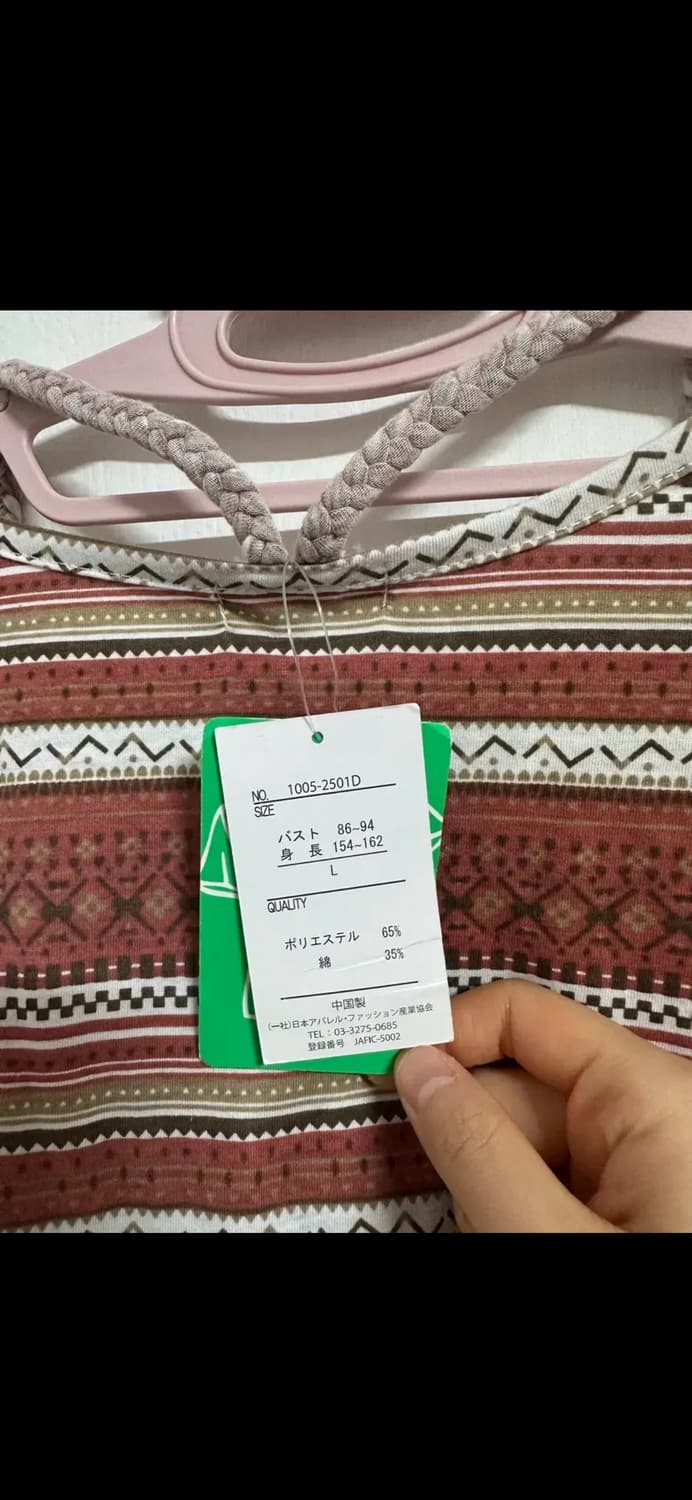 NO. 1005-2501D
SIZE
バスト 86~94
身 長 154~162
L
QUALITY
ポリエステル 65%
綿 35%
中国製
(一社)日本アパレル・ファッション産業協会
TEL : 03-3275-0685
登録番号 JAFIC-5002